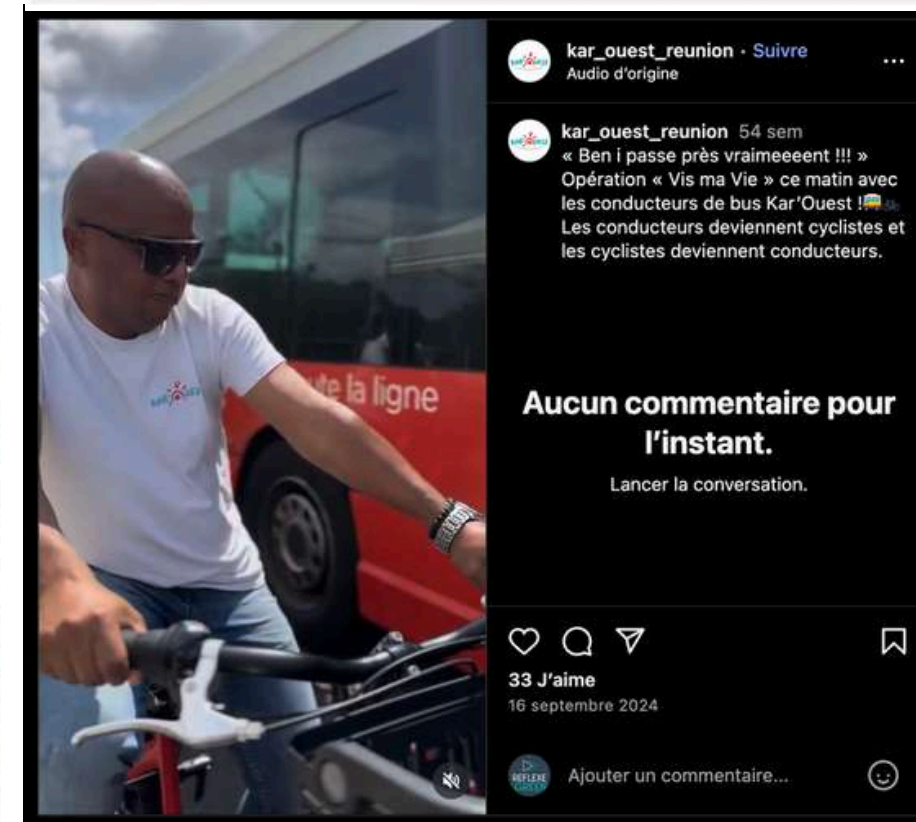 kar_ouest_reunion · Suivre
Audio d'origine
kar_ouest_reunion 54 sem
« Ben i passe près vraimeeeent !!! »
Opération « Vis ma Vie » ce matin avec
les conducteurs de bus Kar'Ouest !
Les conducteurs deviennent cyclistes et
les cyclistes deviennent conducteurs.
la ligne
Aucun commentaire pour
l'instant.
Lancer la conversation.
33 J'aime
16 septembre 2024
REFLEXE
GREEN
Ajouter un commentaire...